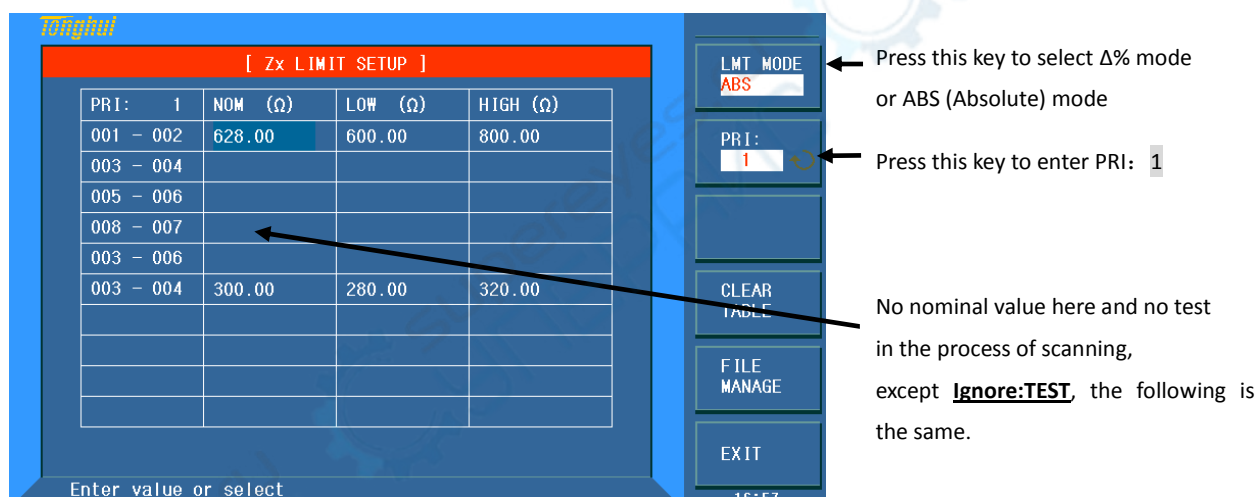 Tonghui
[ Zx LIMIT SETUP ]
PRI: 1 NOM (Ω) LOW (Ω) HIGH (Ω)
001 - 002 628.00 600.00 800.00
003 - 004
005 - 006
008 - 007
003 - 006
003 - 004 300.00 280.00 320.00
Enter value or select
LMT MODE
ABS
PRI:
1
CLEAR
TABLE
FILE
MANAGE
EXIT
16:57
Press this key to select Δ% mode
or ABS (Absolute) mode
Press this key to enter PRI: 1
No nominal value here and no test
in the process of scanning,
except Ignore:TEST, the following is
the same.